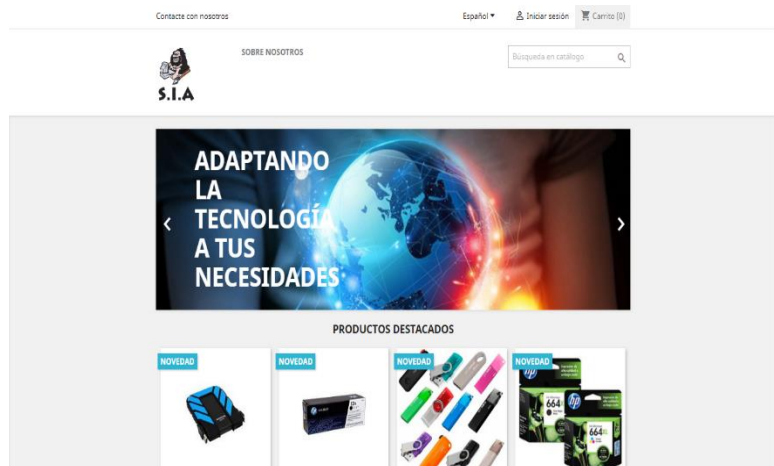 Contacte con nosotros
Español
Iniciar sesión
Carrito (0)
S.I.A
SOBRE NOSOTROS
Búsqueda en catálogo
ADAPTANDO
LA
TECNOLOGÍA
A TUS
NECESIDADES
PRODUCTOS DESTACADOS
NOVEDAD
NOVEDAD
NOVEDAD
NOVEDAD
hp
664
hp
664XL